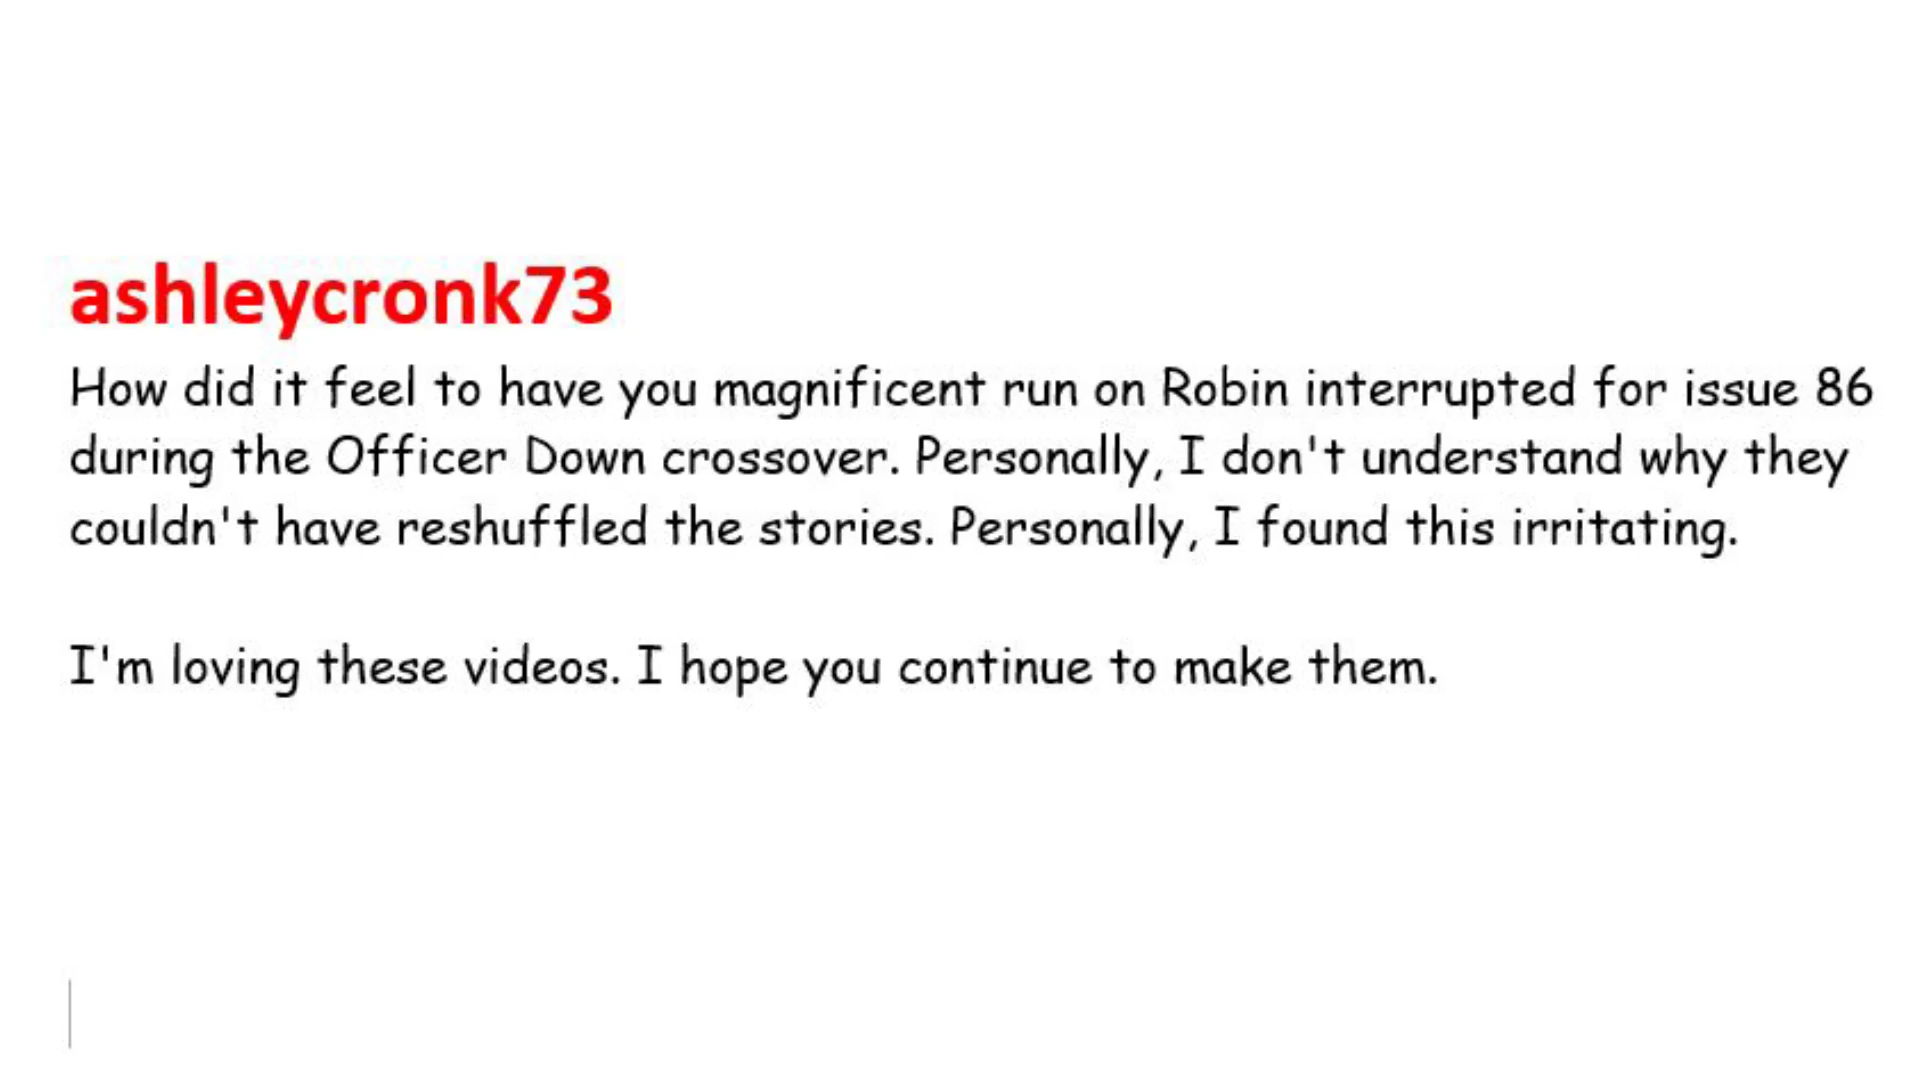 ashleycronk73
How did it feel to have you magnificent run on Robin interrupted for issue 86
during the Officer Down crossover. Personally, I don't understand why they
couldn't have reshuffled the stories. Personally, I found this irritating.
I'm loving these videos. I hope you continue to make them.